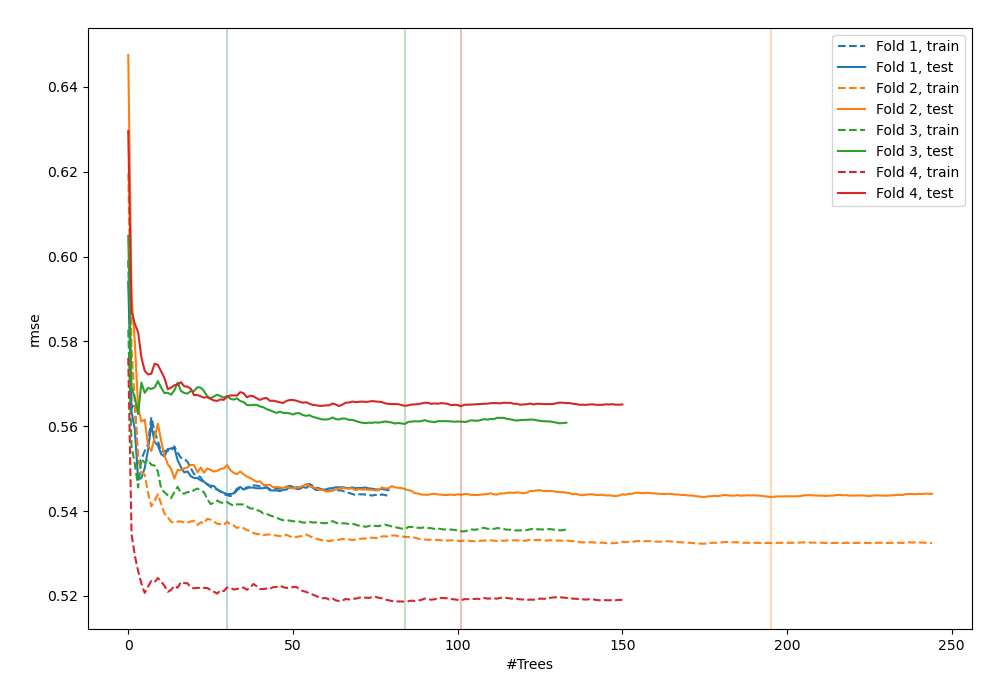 Fold 1, train
Fold 1, test
Fold 2, train
Fold 2, test
Fold 3, train
Fold 3, test
Fold 4, train
Fold 4, test
rmse
0.64
0.62
0.60
0.58
0.56
0.54
0.52
0 50 100 150 200 250
#Trees